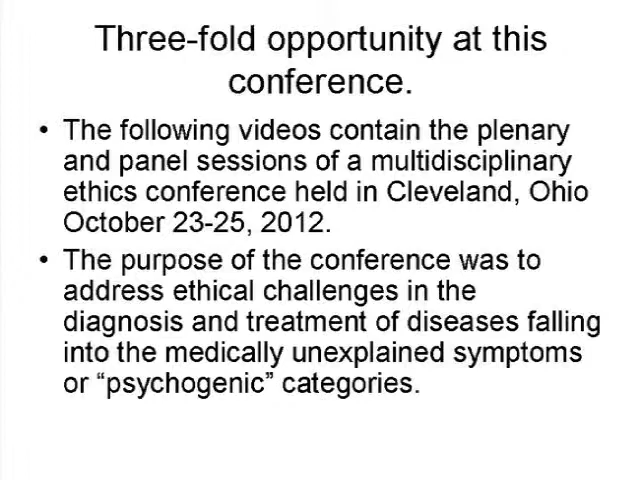 Three-fold opportunity at this
conference.
• The following videos contain the plenary
and panel sessions of a multidisciplinary
ethics conference held in Cleveland, Ohio
October 23-25, 2012.
• The purpose of the conference was to
address ethical challenges in the
diagnosis and treatment of diseases falling
into the medically unexplained symptoms
or “psychogenic” categories.